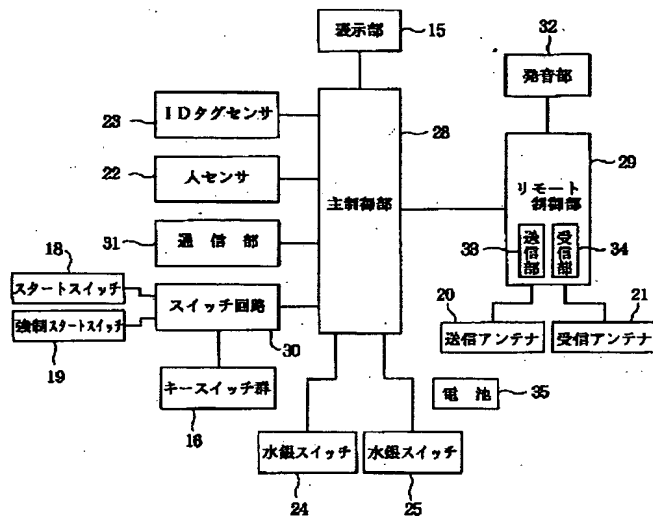 表示部
15
32
発音部
IDタグセンサ
23
28
29
人センサ
22
主制御部
リモート
制御部
通信部
31
33
送信部
受信部
34
18
スタートスイッチ
強制スタートスイッチ
19
スイッチ回路
30
20
送信アンテナ
21
受信アンテナ
キースイッチ群
16
電池
35
水銀スイッチ
24
水銀スイッチ
25